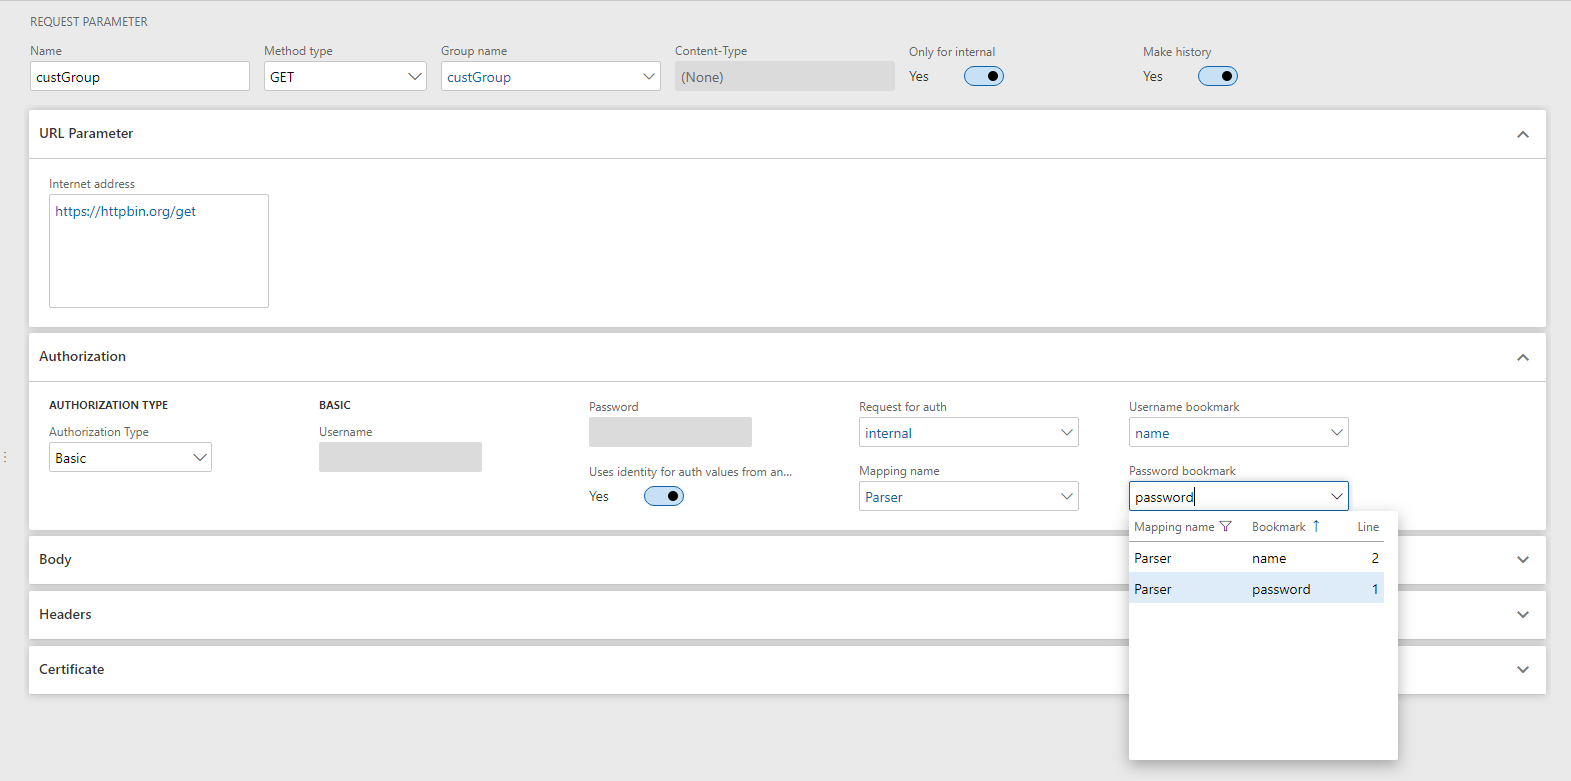 REQUEST PARAMETER
Name
custGroup
Method type
GET
Group name
custGroup
Content-Type
(None)
Only for internal
Yes
Make history
Yes
URL Parameter
Internet address
https://httpbin.org/get
Authorization
AUTHORIZATION TYPE
Authorization Type
Basic
BASIC
Username
Password
Uses identity for auth values from an...
Yes
Request for auth
internal
Mapping name
Parser
Username bookmark
name
Password bookmark
password
Mapping name Bookmark Line
Parser name 2
Parser password 1
Body
Headers
Certificate